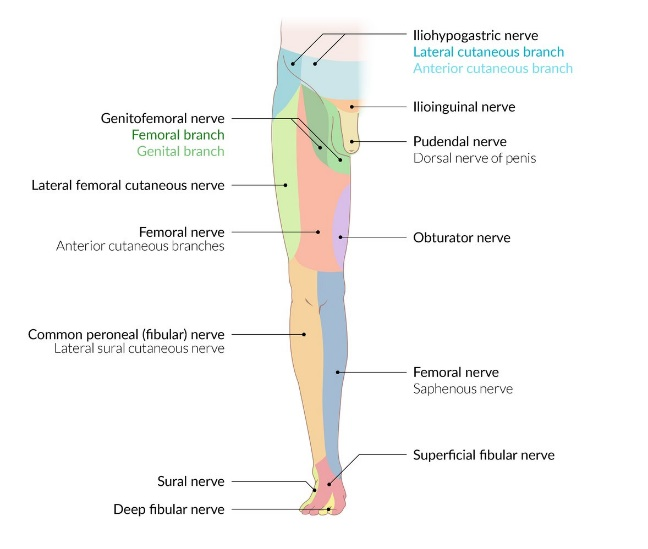 Iliohypogastric nerve
Lateral cutaneous branch
Anterior cutaneous branch
Ilioinguinal nerve
Genitofemoral nerve
Femoral branch
Genital branch
Pudendal nerve
Dorsal nerve of penis
Lateral femoral cutaneous nerve
Femoral nerve
Anterior cutaneous branches
Obturator nerve
Common peroneal (fibular) nerve
Lateral sural cutaneous nerve
Femoral nerve
Saphenous nerve
Superficial fibular nerve
Sural nerve
Deep fibular nerve